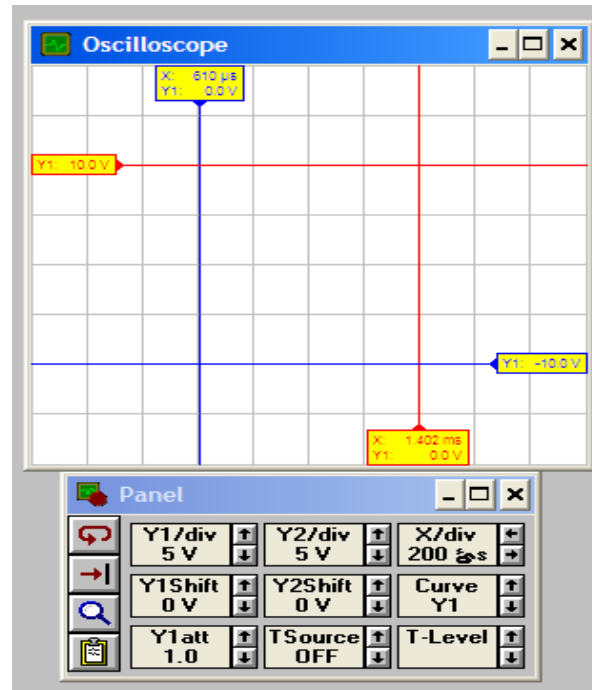 Oscilloscope
X: 610 µs
Y1: 0.0 V
Y1: 10.0 V
Y1: -10.0 V
X: 1.402 ms
Y1: 0.0 V
Panel
Y1/div
5 V
Y2/div
5 V
X/div
200 s
Y1Shift
0 V
Y2Shift
0 V
Curve
Y1
Y1att
1.0
TSource
OFF
T-Level